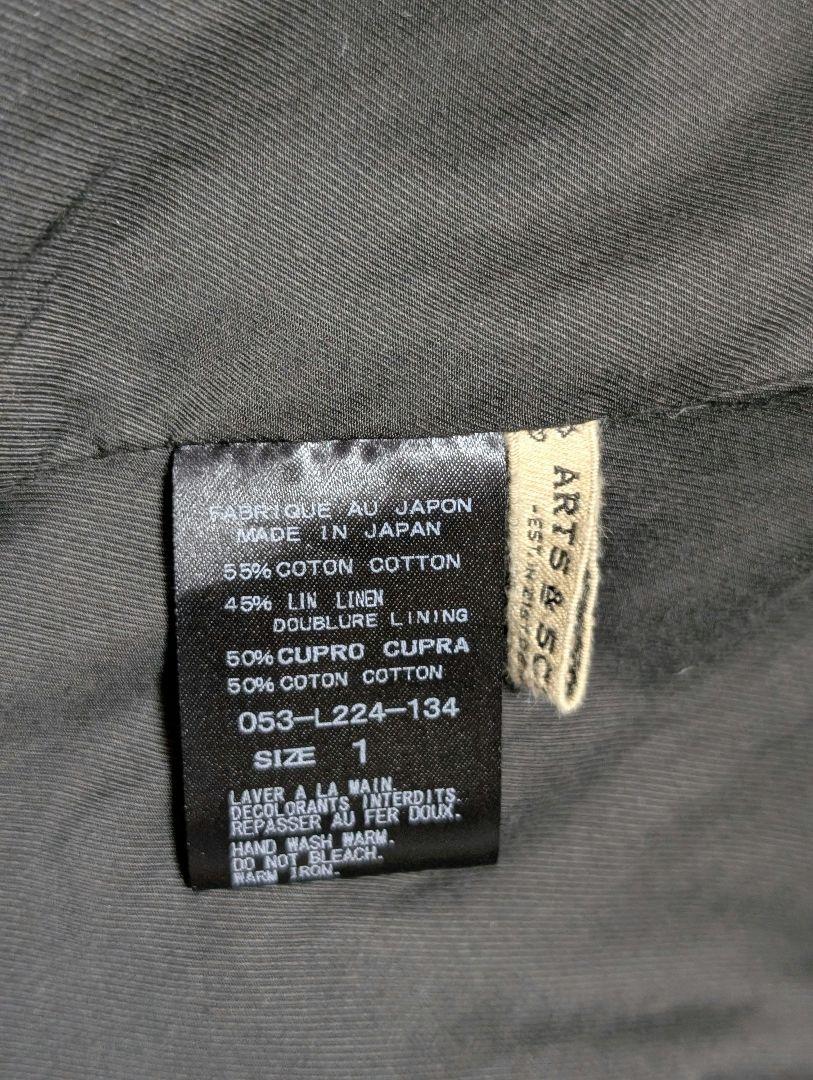 FABRIQUE AU JAPON
MADE IN JAPAN
55% COTON COTTON
45% LIN LINEN
DOUBLURE LINING
50% CUPRO CUPRA
50% COTON COTTON
053-L224-134
SIZE 1
LAVER A LA MAIN.
DECOLORANTS INTERDITS.
REPASSER AU FER DOUX.
HAND WASH WARM.
DO NOT BLEACH.
WARM IRON.
ARTS & SC
-EST. IN